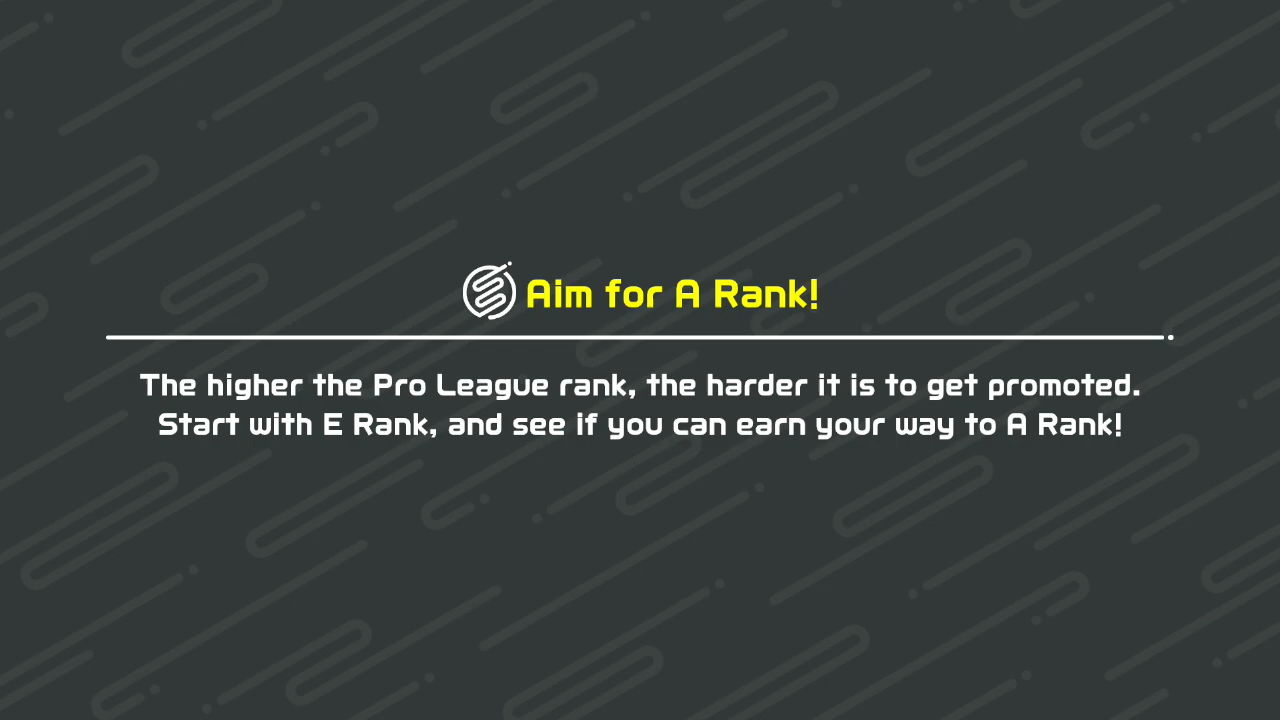 Aim for A Rank!
The higher the Pro League rank, the harder it is to get promoted.
Start with E Rank, and see if you can earn your way to A Rank!